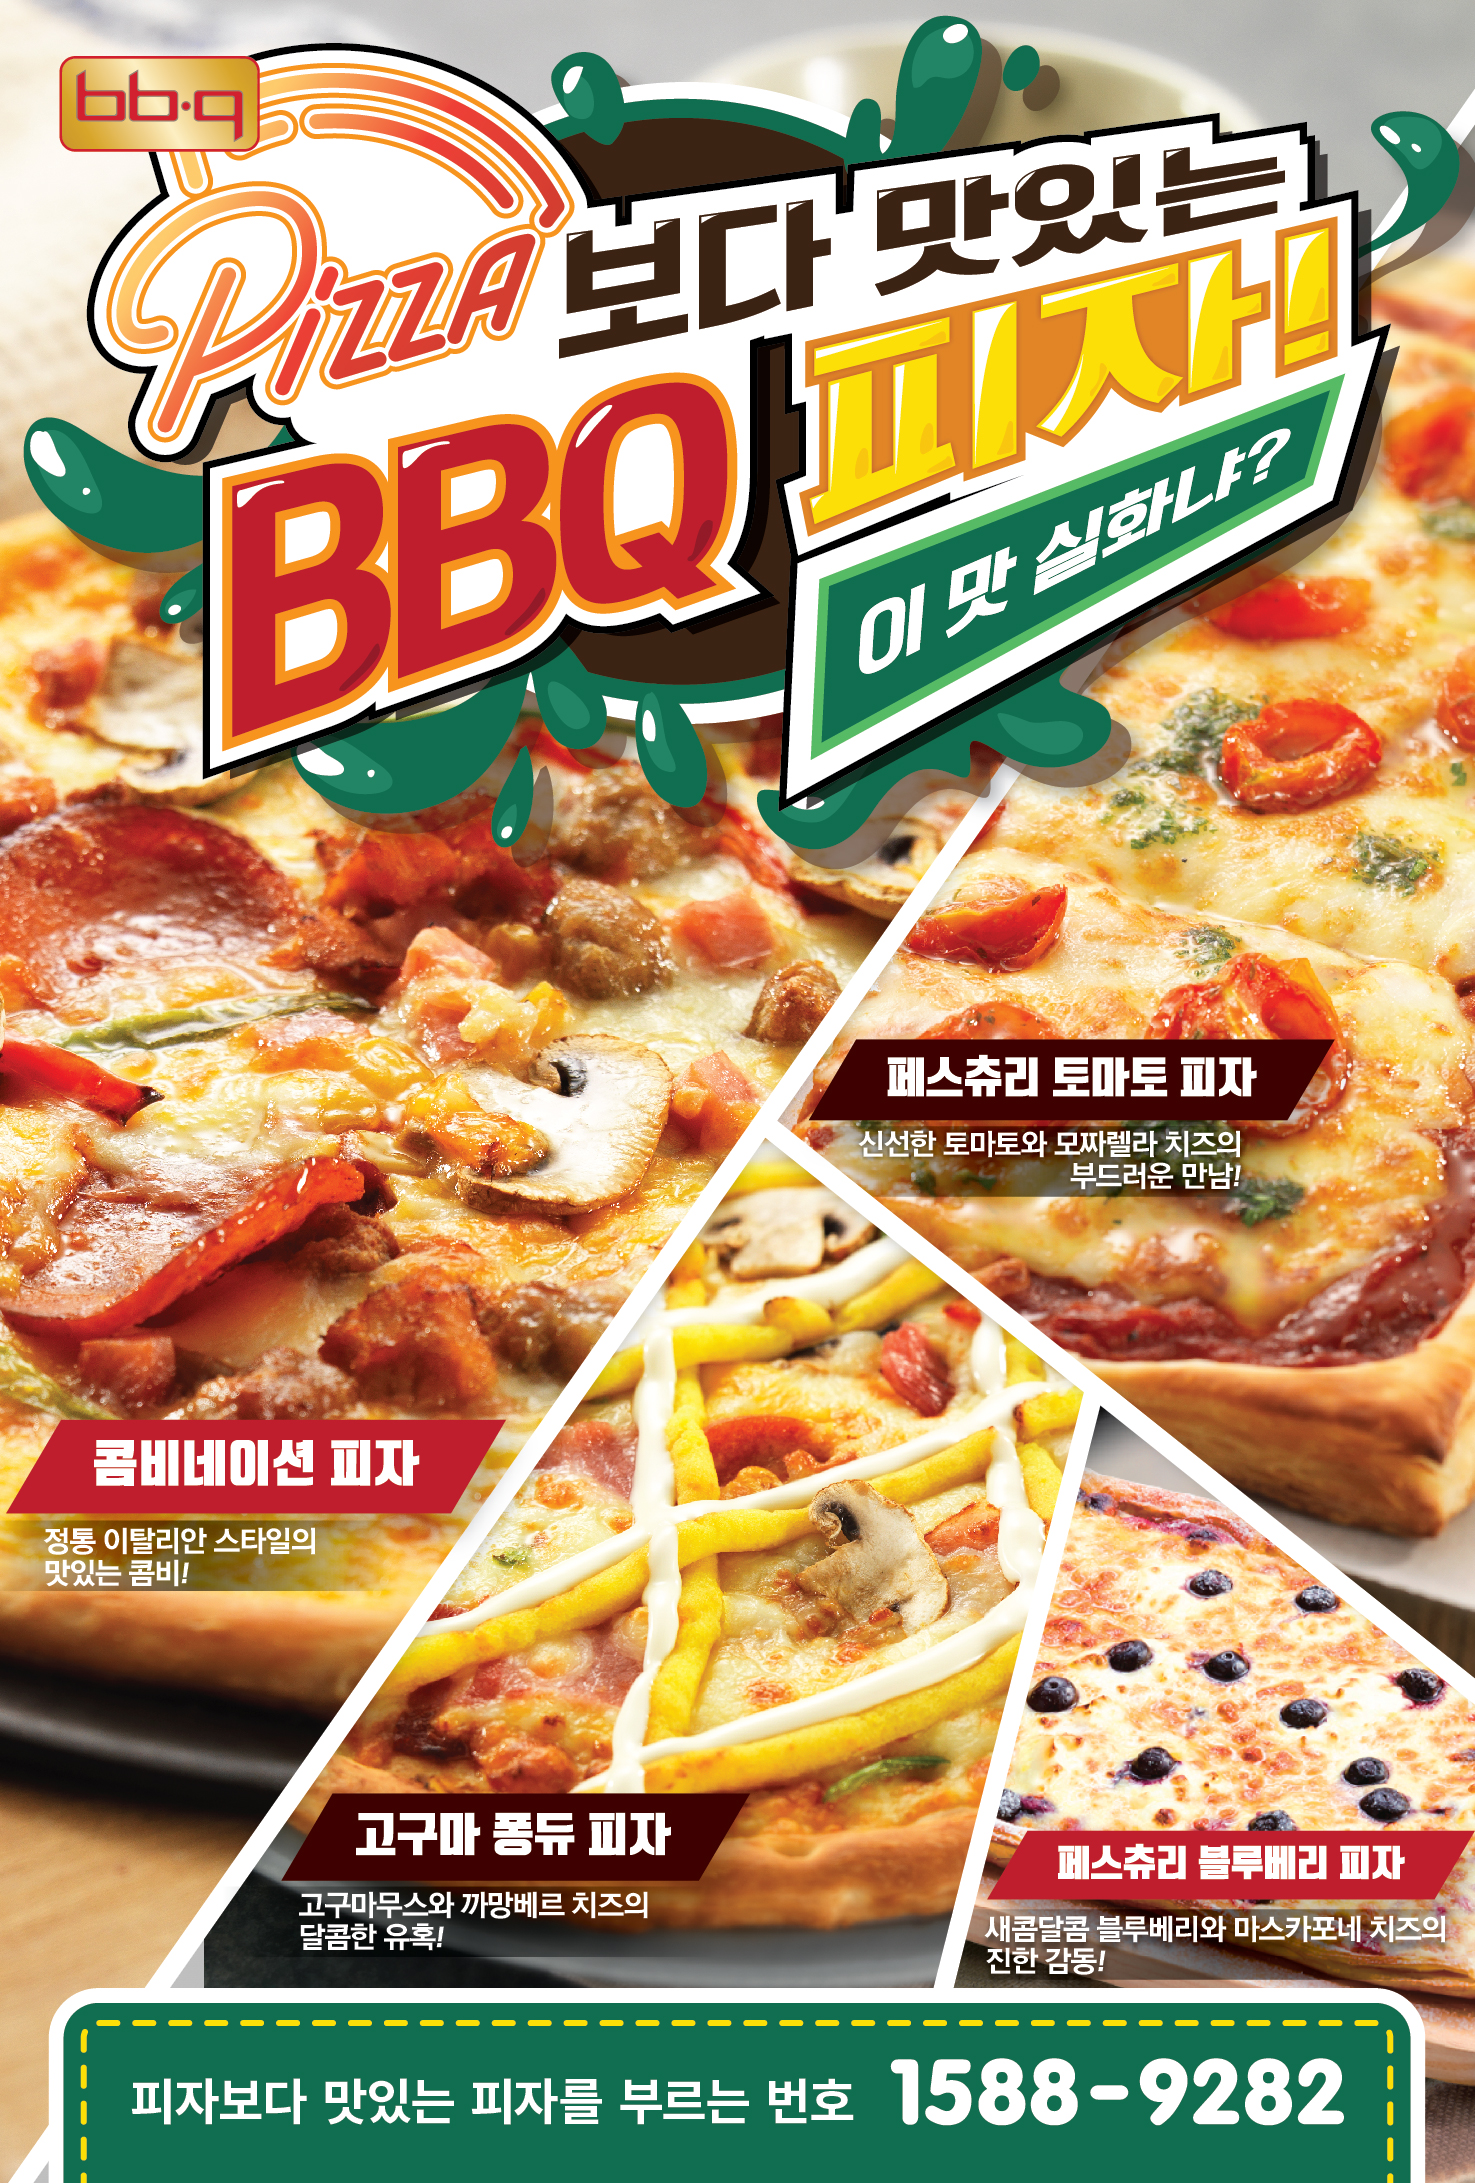 bb.q
PIZZA 보다 맛있는
BBQ 피자!
이 맛 실화냐?
페스츄리 토마토 피자
신선한 토마토와 모짜렐라 치즈의
부드러운 만남!
콤비네이션 피자
정통 이탈리안 스타일의
맛있는 콤비!
고구마 퐁듀 피자
고구마무스와 까망베르 치즈의
달콤한 유혹!
페스츄리 블루베리 피자
새콤달콤 블루베리와 마스카포네 치즈의
진한 감동!
피자보다 맛있는 피자를 부르는 번호 1588-9282